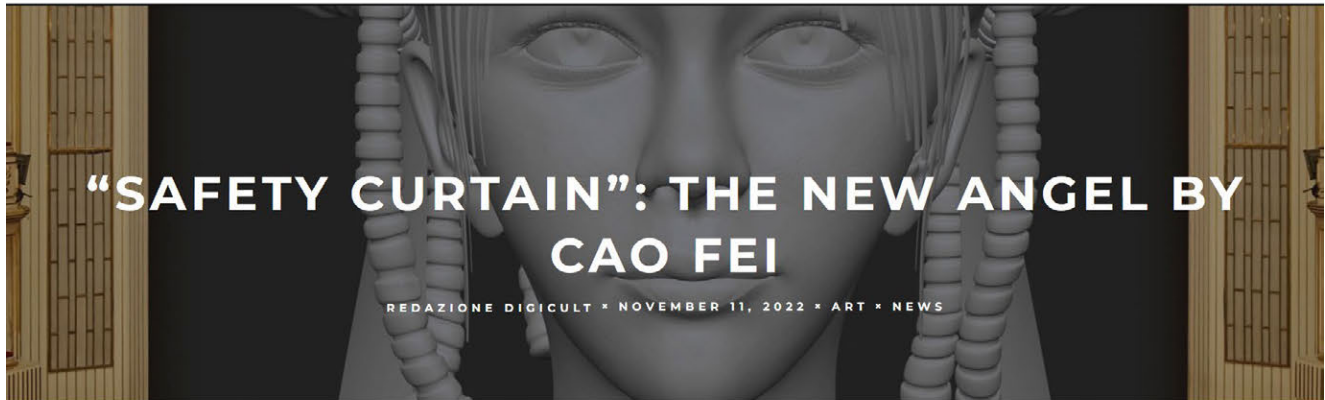 “SAFETY CURTAIN”: THE NEW ANGEL BY
CAO FEI
REDAZIONE DIGICULT × NOVEMBER 11, 2022 × ART × NEWS